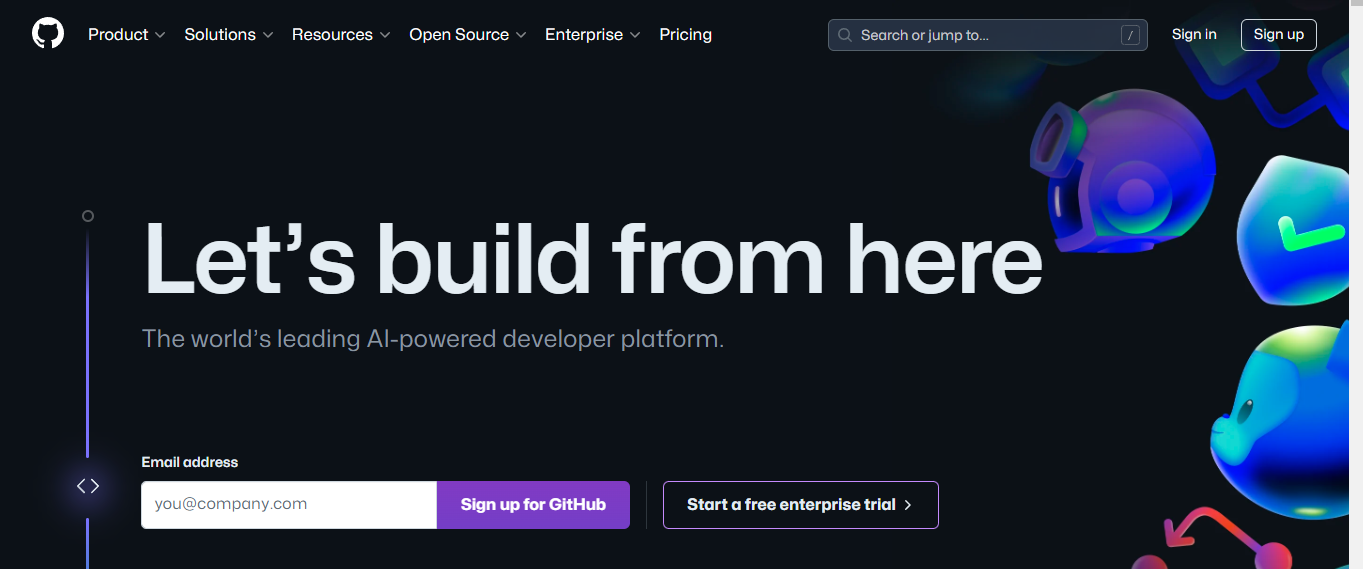 Product Solutions Resources Open Source Enterprise Pricing Search or jump to... / Sign in Sign up
Let’s build from here
The world’s leading AI-powered developer platform.
Email address
you@company.com Sign up for GitHub Start a free enterprise trial